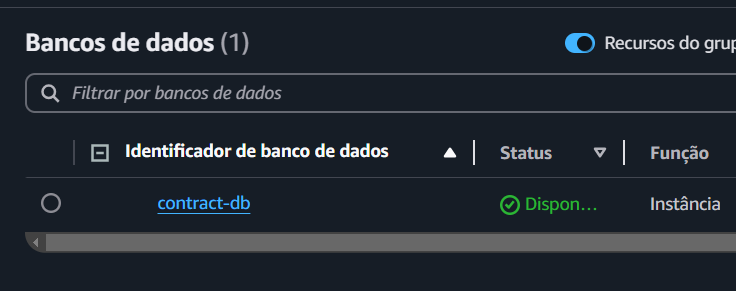 Bancos de dados (1)
Recursos do grup
Filtrar por bancos de dados
Identificador de banco de dados
Status
Função
contract-db
Dispon…
Instância